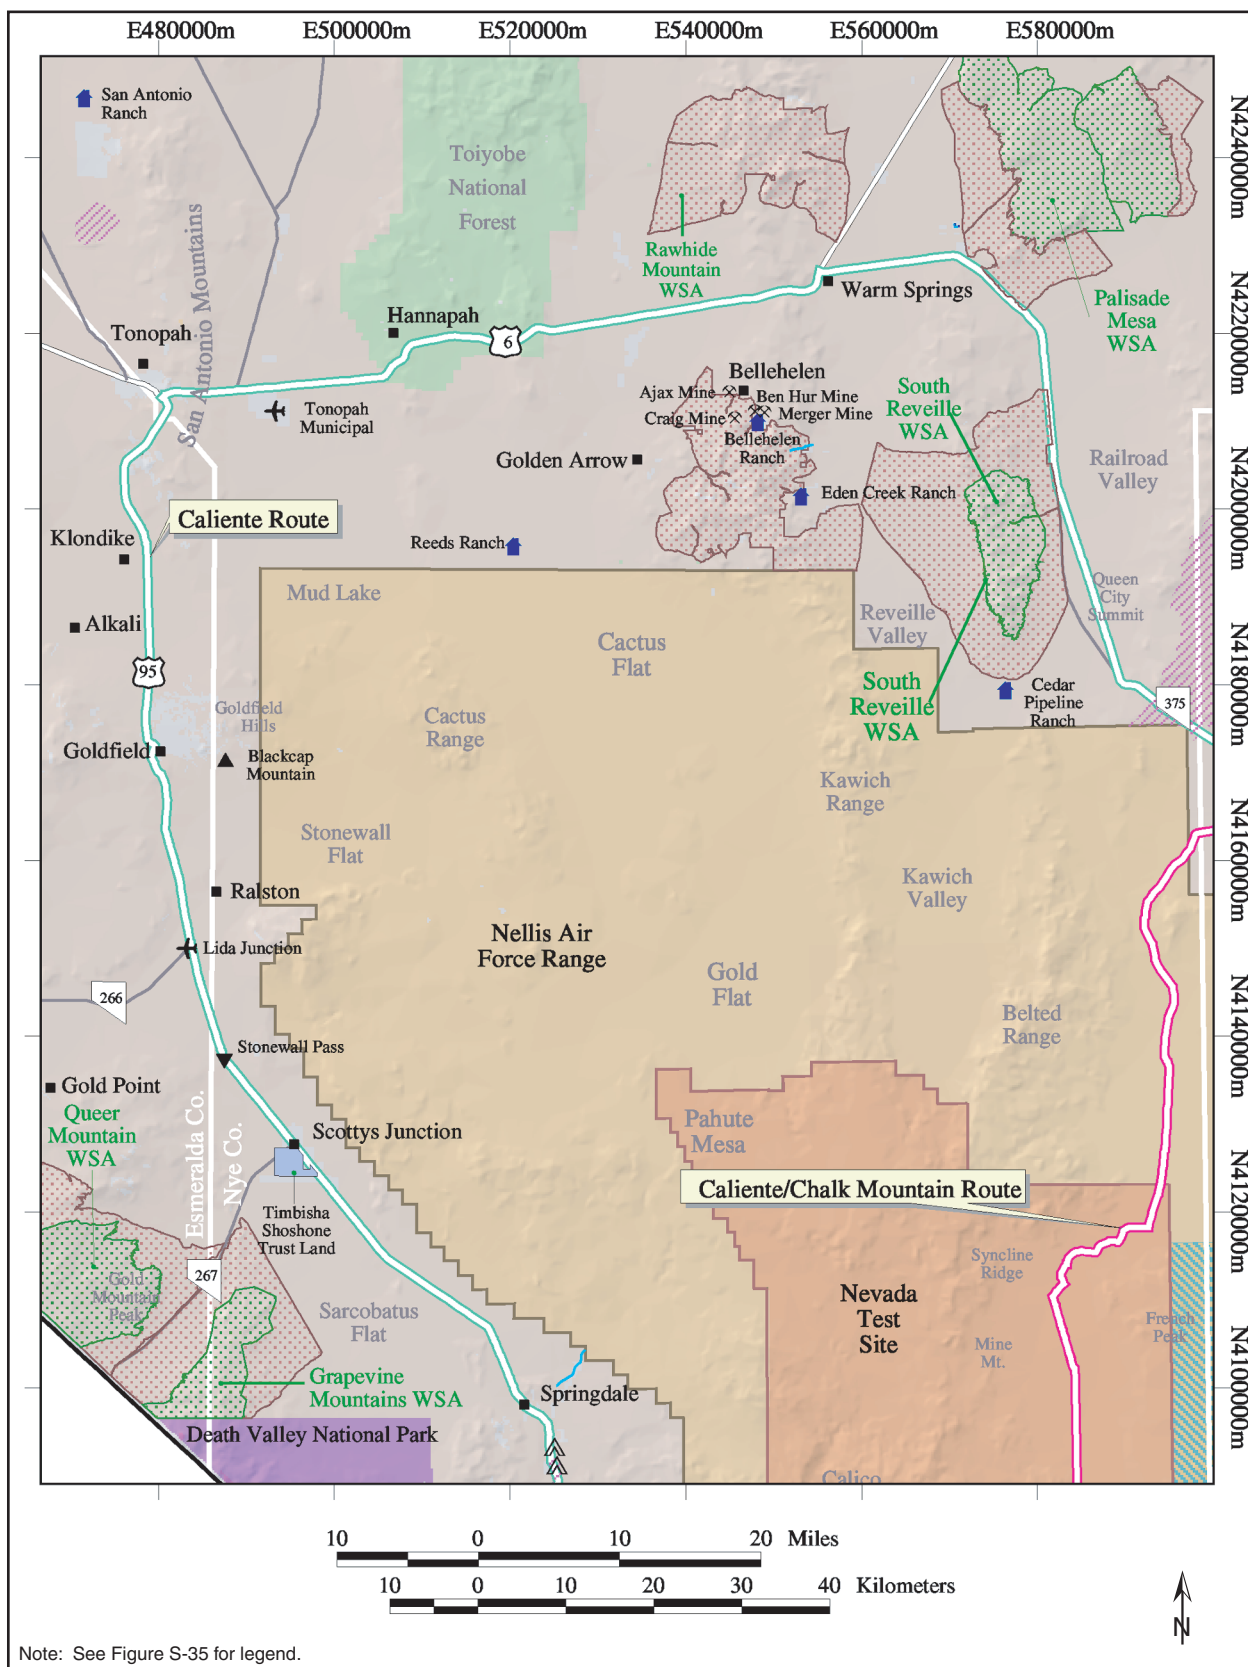 E480000m E500000m E520000m E540000m E560000m E580000m
N4240000m
N4220000m
N4200000m
N4180000m
N4160000m
N4140000m
N4120000m
N4100000m
San Antonio
Ranch
Toiyobe
National
Forest
San Antonio Mountains
Rawhide
Mountain
WSA
Warm Springs
Palisade
Mesa
WSA
Hannapah
6
Tonopah
Tonopah
Municipal
Bellehelen
Ajax Mine
Ben Hur Mine
Craig Mine
Merger Mine
Bellehelen
Ranch
South
Reveille
WSA
Golden Arrow
Eden Creek Ranch
Railroad
Valley
Caliente Route
Klondike
Reeds Ranch
Mud Lake
Alkali
Cactus
Flat
Reveille
Valley
Queen
City
Summit
95
South
Reveille
WSA
Cedar
Pipeline
Ranch
375
Goldfield
Hills
Goldfield
Blackcap
Mountain
Cactus
Range
Kawich
Range
Stonewall
Flat
Kawich
Valley
Ralston
Lida Junction
Nellis Air
Force Range
Gold
Flat
266
Belted
Range
Stonewall Pass
Gold Point
Queer
Mountain
WSA
Esmeralda Co.
Nye Co.
Scottys Junction
Pahute
Mesa
Caliente/Chalk Mountain Route
Timbisha
Shoshone
Trust Land
Syncline
Ridge
267
Gold
Mountain
Peak
Sarcobatus
Flat
Nevada
Test
Site
French
Peak
Mine
Mt.
Grapevine
Mountains WSA
Springdale
Death Valley National Park
Calico
10 0 10 20 Miles
10 0 10 20 30 40 Kilometers
N
Note: See Figure S-35 for legend.